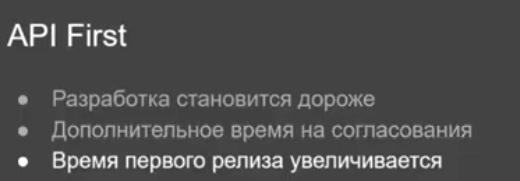 API First
• Разработка становится дороже
• Дополнительное время на согласования
• Время первого релиза увеличивается